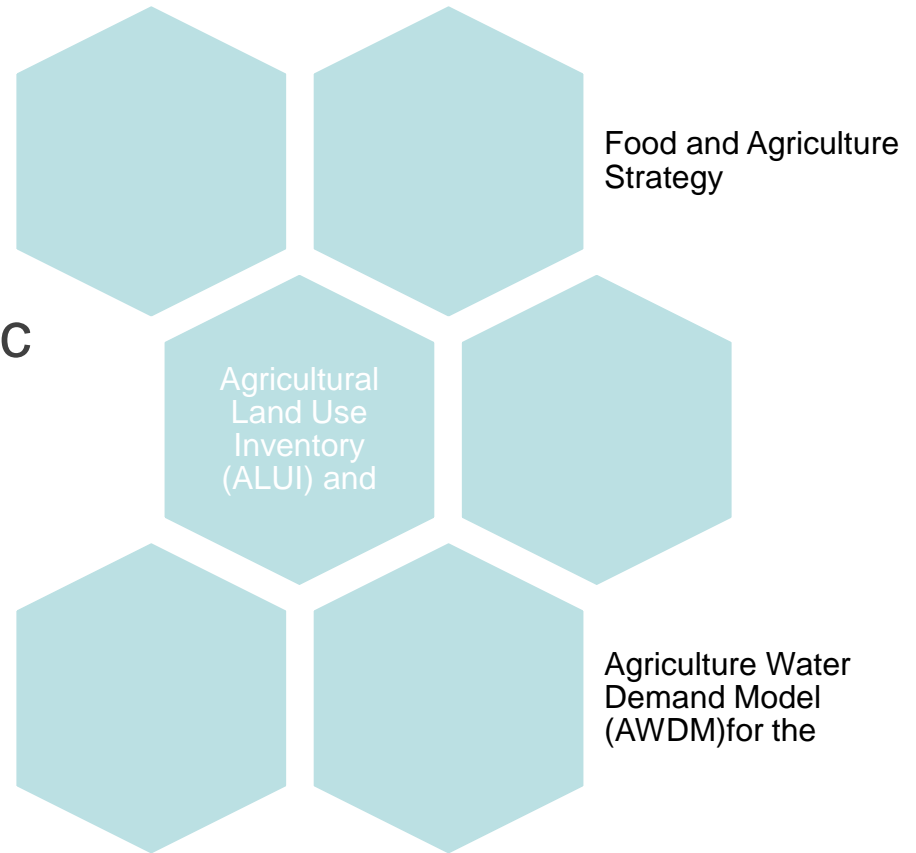 Food and Agriculture
Strategy
c
Agricultural
Land Use
Inventory
(ALUI) and
Agriculture Water
Demand Model
(AWDM)for the